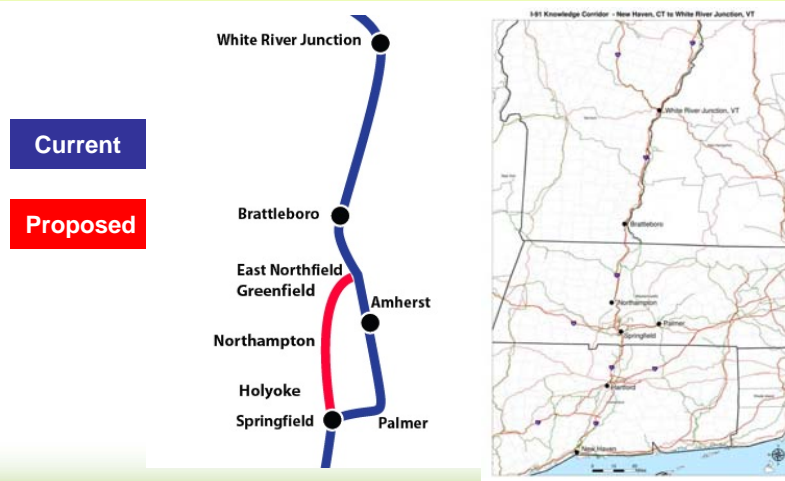 Current
Proposed
White River Junction
Brattleboro
East Northfield
Greenfield
Amherst
Northampton
Holyoke
Springfield
Palmer
I-91 Knowledge Corridor - New Haven, CT to White River Junction, VT
White River Junction, VT
Brattleboro
Northampton
Palmer
Springfield
Hartford
New Haven